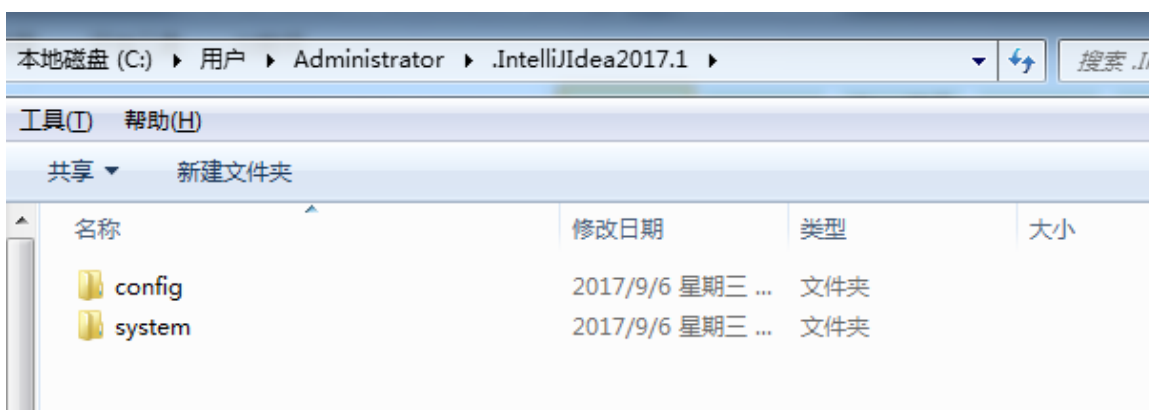 本地磁盘 (C:) ▸ 用户 ▸ Administrator ▸ .IntelliJIdea2017.1 ▸ 搜索 .I
工具(T) 帮助(H)
共享 新建文件夹
名称 修改日期 类型 大小
config 2017/9/6 星期三 ... 文件夹
system 2017/9/6 星期三 ... 文件夹